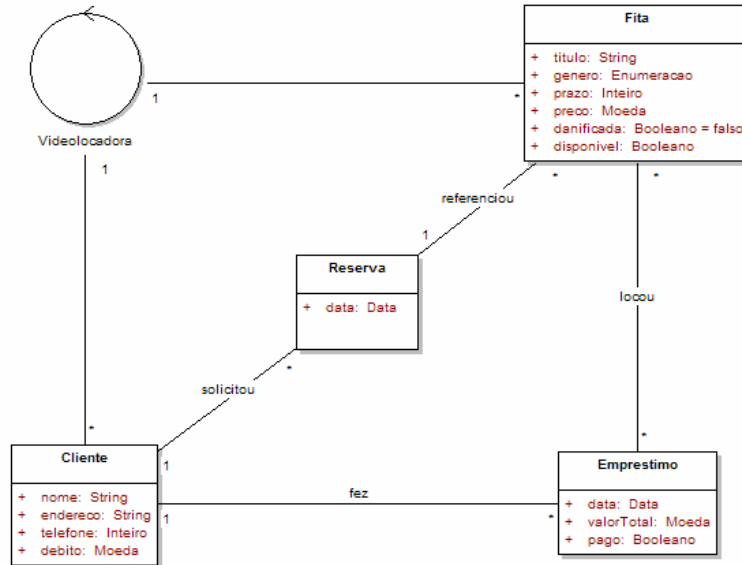 Fita
+ titulo: String
+ genero: Enumeracao
+ prazo: Inteiro
+ preco: Moeda
+ danificada: Booleano = falso
+ disponivel: Booleano
1
*
Videolocadora
1
*
*
referenciou
1
Reserva
+ data: Data
locou
*
solicitou
*
*
Cliente
1
+ nome: String
+ endereco: String
+ telefone: Inteiro
+ debito: Moeda
fez
1
*
Emprestimo
+ data: Data
+ valorTotal: Moeda
+ pago: Booleano